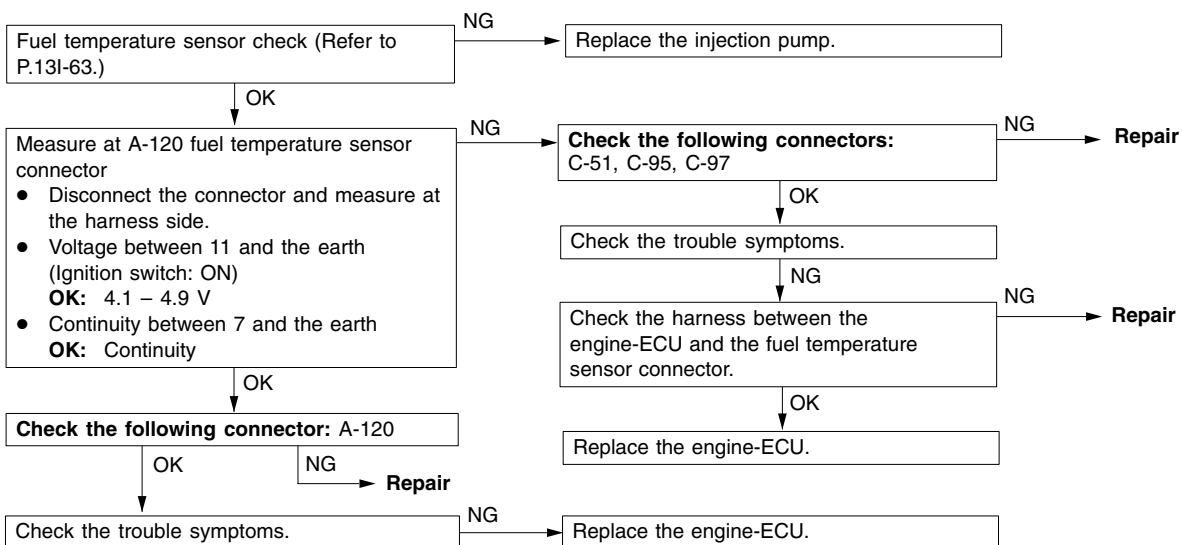 Fuel temperature sensor check (Refer to
P.13I-63.)
NG
Replace the injection pump.
OK
Measure at A-120 fuel temperature sensor
connector
● Disconnect the connector and measure at
the harness side.
● Voltage between 11 and the earth
(Ignition switch: ON)
OK: 4.1 – 4.9 V
● Continuity between 7 and the earth
OK: Continuity
NG
Check the following connectors:
C-51, C-95, C-97
NG
Repair
OK
Check the trouble symptoms.
NG
Check the harness between the
engine-ECU and the fuel temperature
sensor connector.
NG
Repair
OK
Replace the engine-ECU.
OK
Check the following connector: A-120
OK
NG
Repair
Check the trouble symptoms.
NG
Replace the engine-ECU.